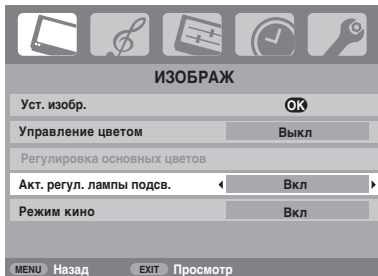 ИЗОБРАЖ
Уст. изобр. OK
Управление цветом Выкл
Регулировка основных цветов
Акт. регул. лампы подсв. Вкл
Режим кино Вкл
MENU Назад EXIT Просмотр